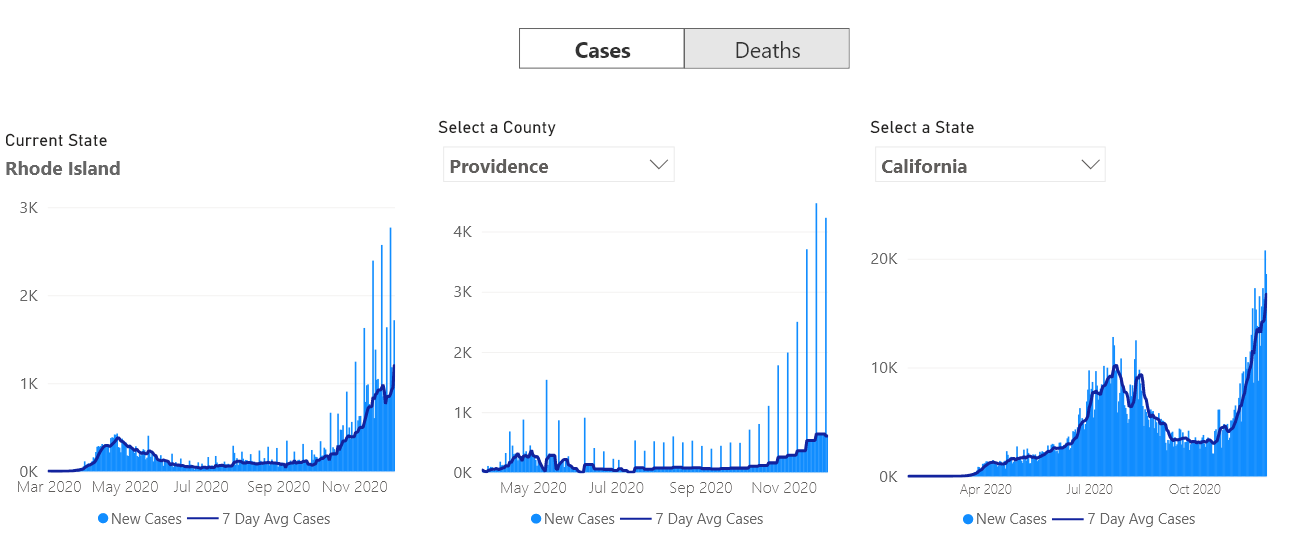 Cases Deaths
Current State
Rhode Island
3K
2K
1K
0K
Mar 2020 May 2020 Jul 2020 Sep 2020 Nov 2020
New Cases 7 Day Avg Cases
Select a County
Providence
4K
3K
2K
1K
0K
May 2020 Jul 2020 Sep 2020 Nov 2020
New Cases 7 Day Avg Cases
Select a State
California
20K
10K
0K
Apr 2020 Jul 2020 Oct 2020
New Cases 7 Day Avg Cases